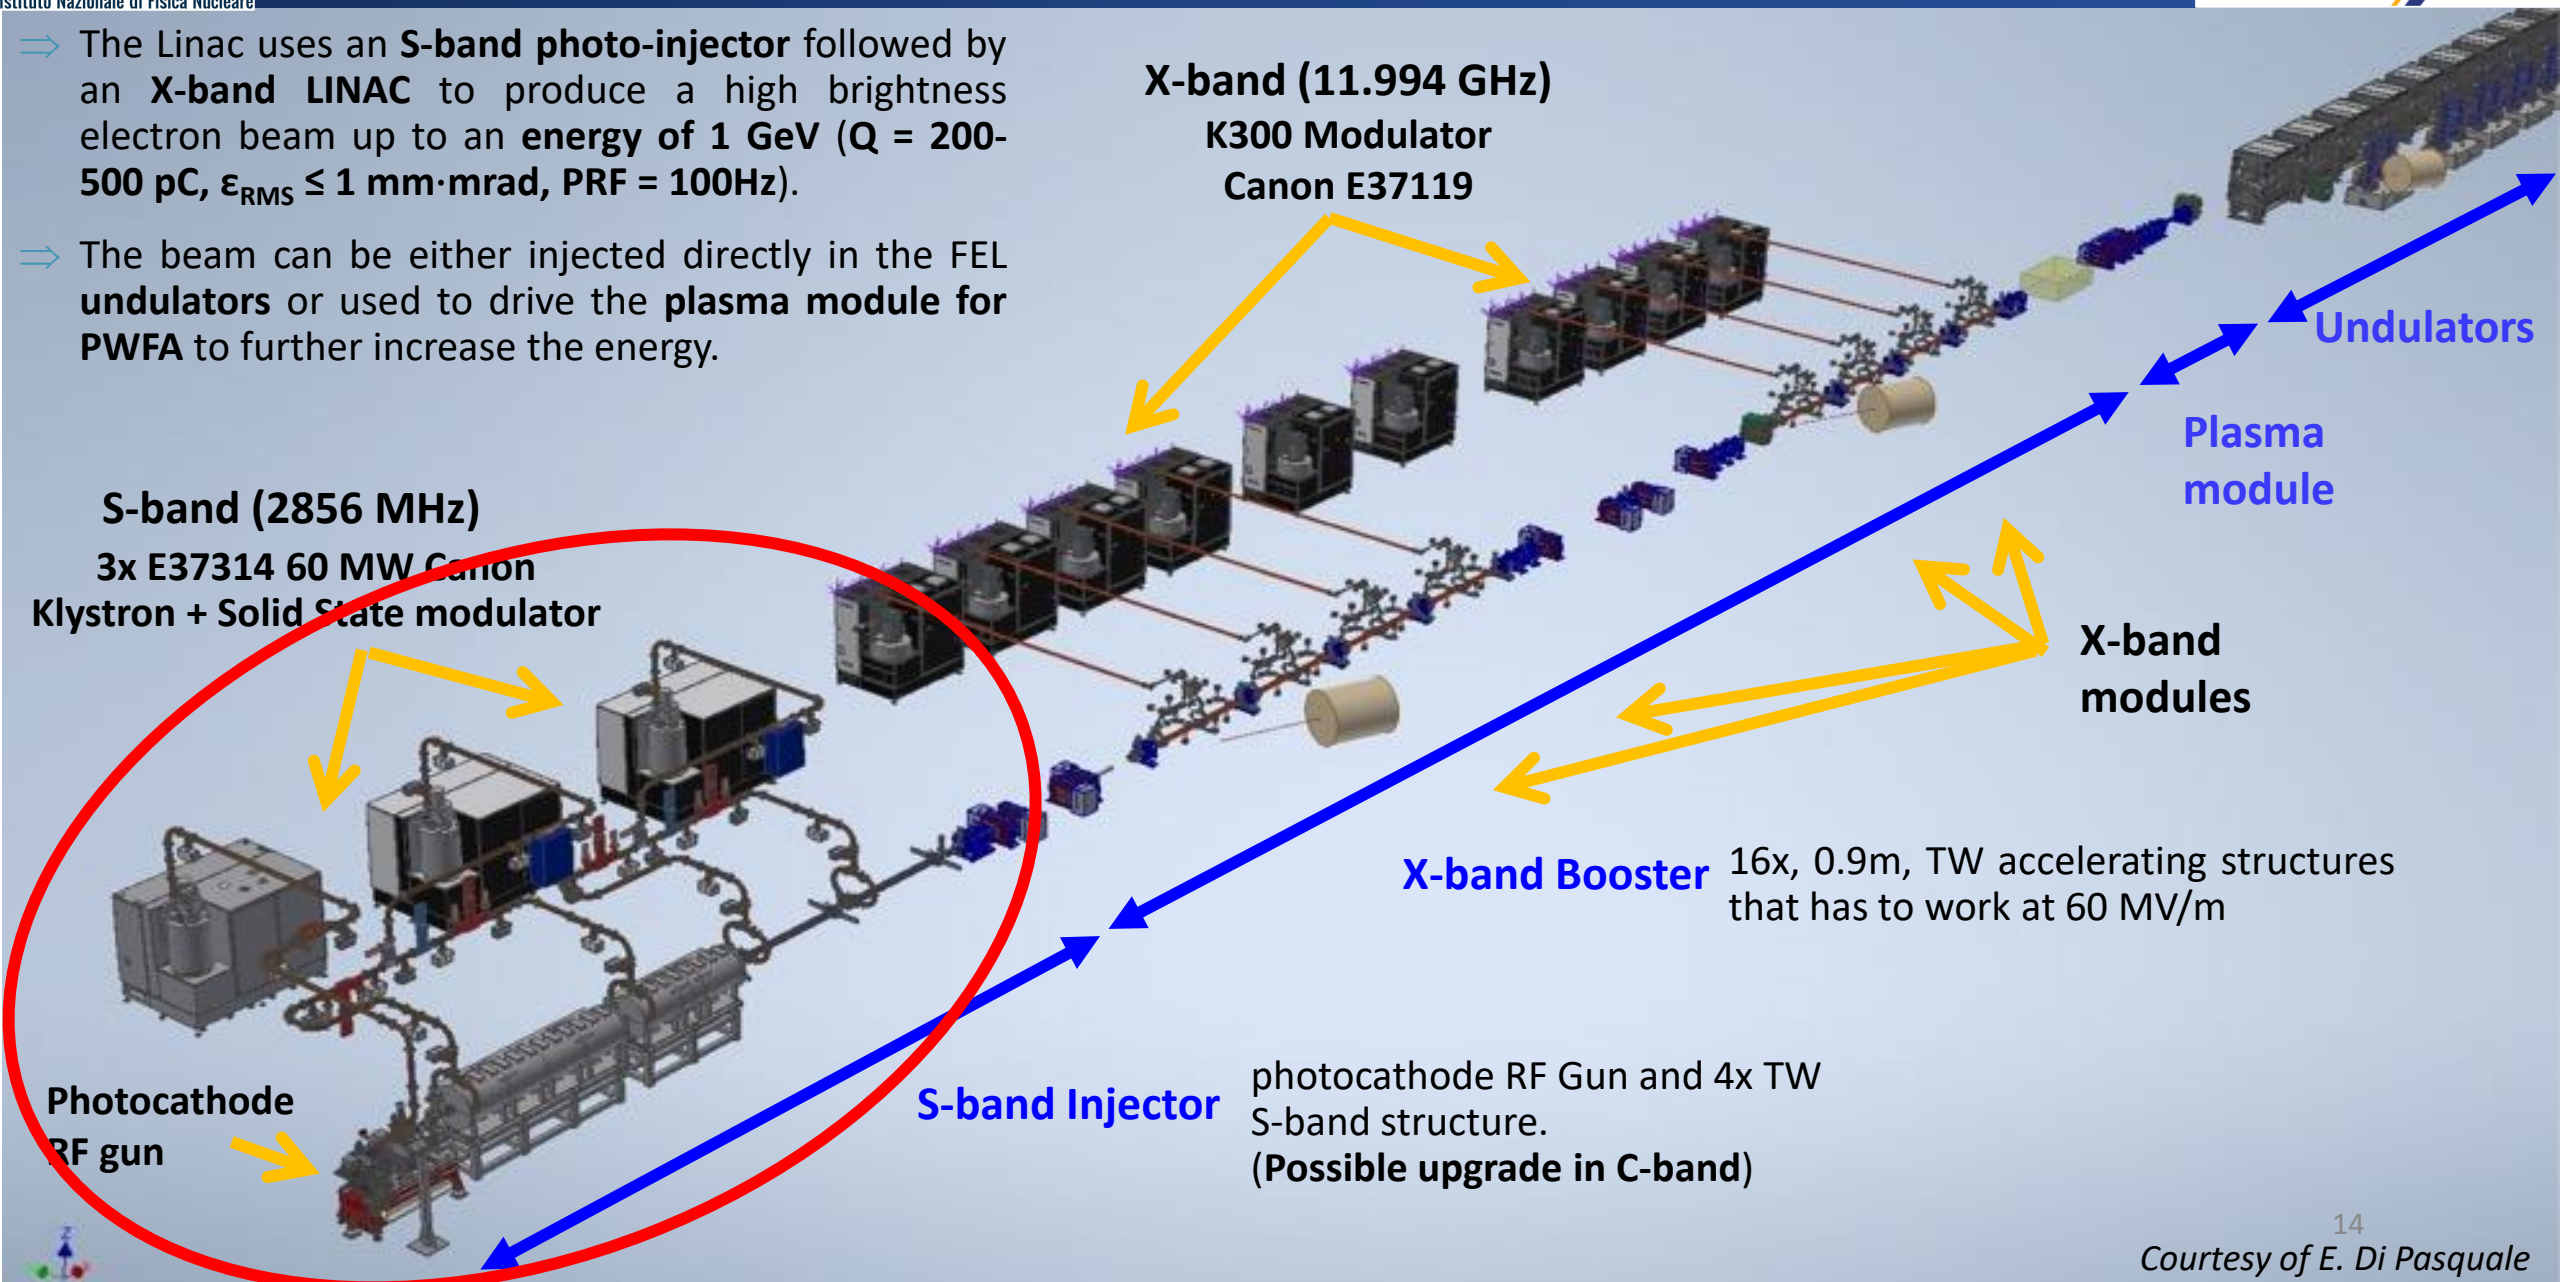 Istituto Nazionale di Fisica Nucleare
⇒ The Linac uses an S-band photo-injector followed by
an X-band LINAC to produce a high brightness
electron beam up to an energy of 1 GeV (Q = 200-
500 pC, εRMS ≤ 1 mm·mrad, PRF = 100Hz).
⇒ The beam can be either injected directly in the FEL
undulators or used to drive the plasma module for
PWFA to further increase the energy.
X-band (11.994 GHz)
K300 Modulator
Canon E37119
Undulators
Plasma
module
S-band (2856 MHz)
3x E37314 60 MW Canon
Klystron + Solid State modulator
X-band
modules
X-band Booster
16x, 0.9m, TW accelerating structures
that has to work at 60 MV/m
Photocathode
RF gun
S-band Injector
photocathode RF Gun and 4x TW
S-band structure.
(Possible upgrade in C-band)
Z
14
Courtesy of E. Di Pasquale